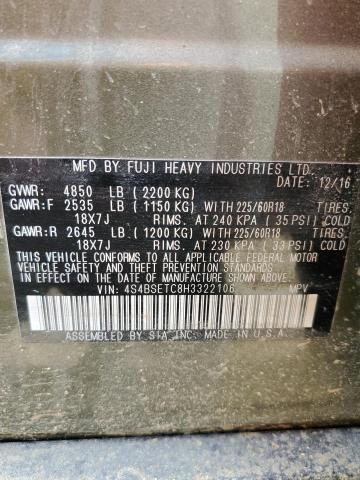 MFD BY FUJI HEAVY INDUSTRIES LTD. 12/16
GVWR: 4850 LB (2200 KG)
GAWR:F 2535 LB (1150 KG) WITH 225/60R18 TIRES,
18X7J RIMS, AT 240 KPA (35 PSI) COLD
GAWR:R 2645 LB (1200 KG) WITH 225/60R18 TIRES,
18X7J RIMS, AT 230 KPA (33 PSI) COLD
THIS VEHICLE CONFORMS TO ALL APPLICABLE FEDERAL MOTOR
VEHICLE SAFETY, BUMPER, AND THEFT PREVENTION STANDARDS
IN EFFECT ON THE DATE OF MANUFACTURE SHOWN ABOVE.
VIN: 4S4BSETC8H3322106 MPV
ASSEMBLED BY SIA, INC. MADE IN U.S.A.